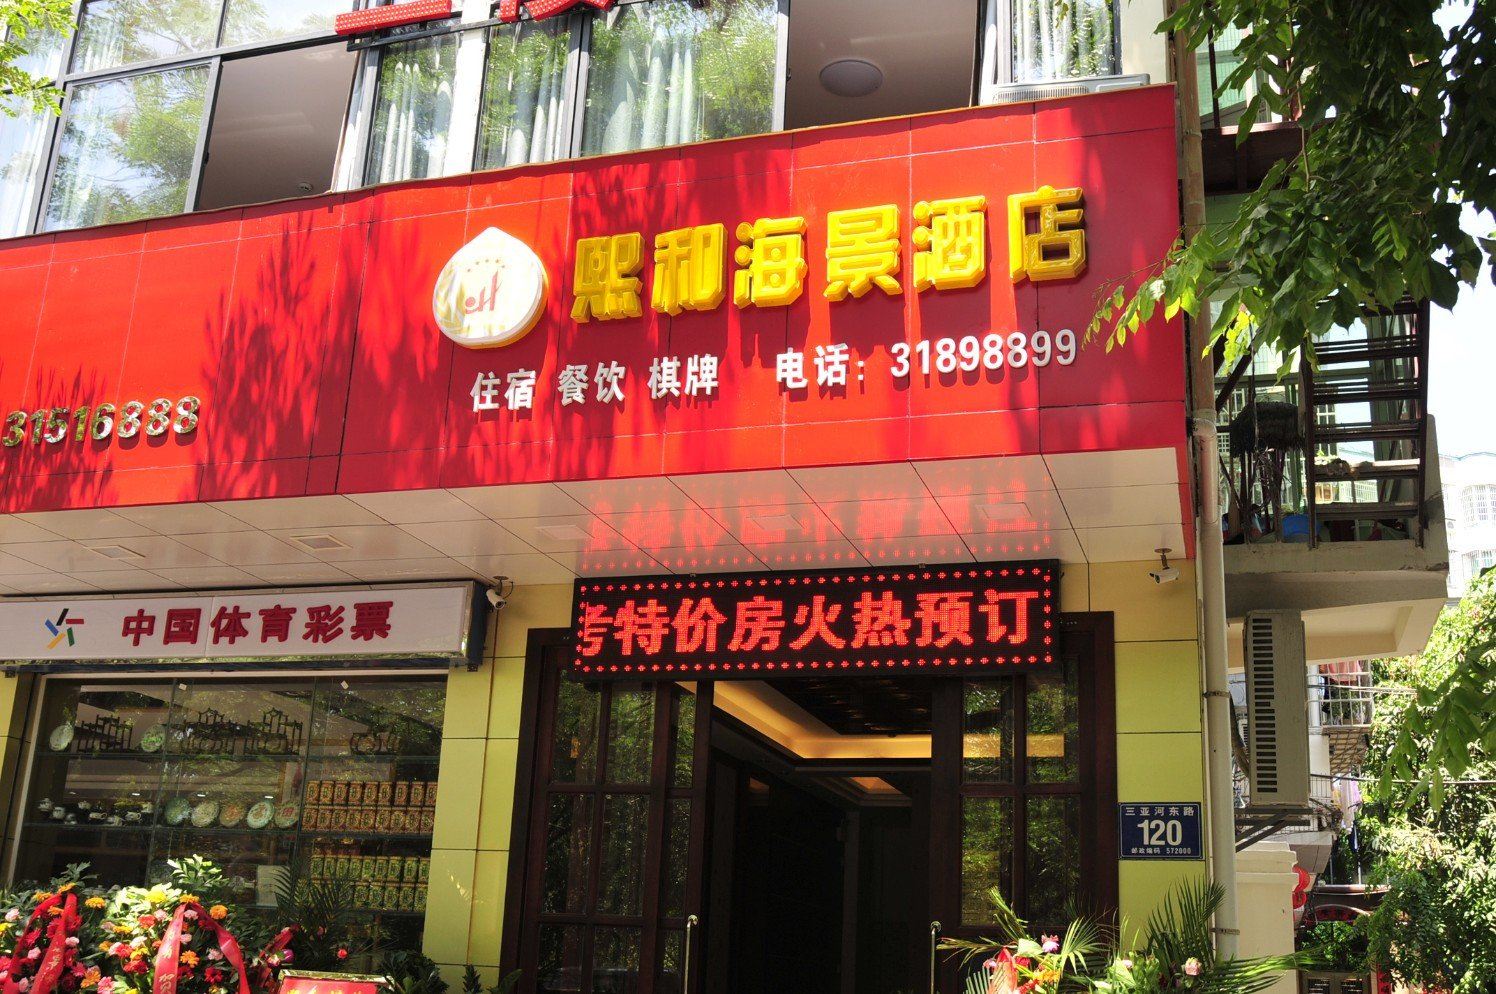 熙和海景酒店
住宿 餐饮 棋牌 电话：31898899
31516888
中国体育彩票
特价房火热预订
三亚河东路
120
邮政编码 572000